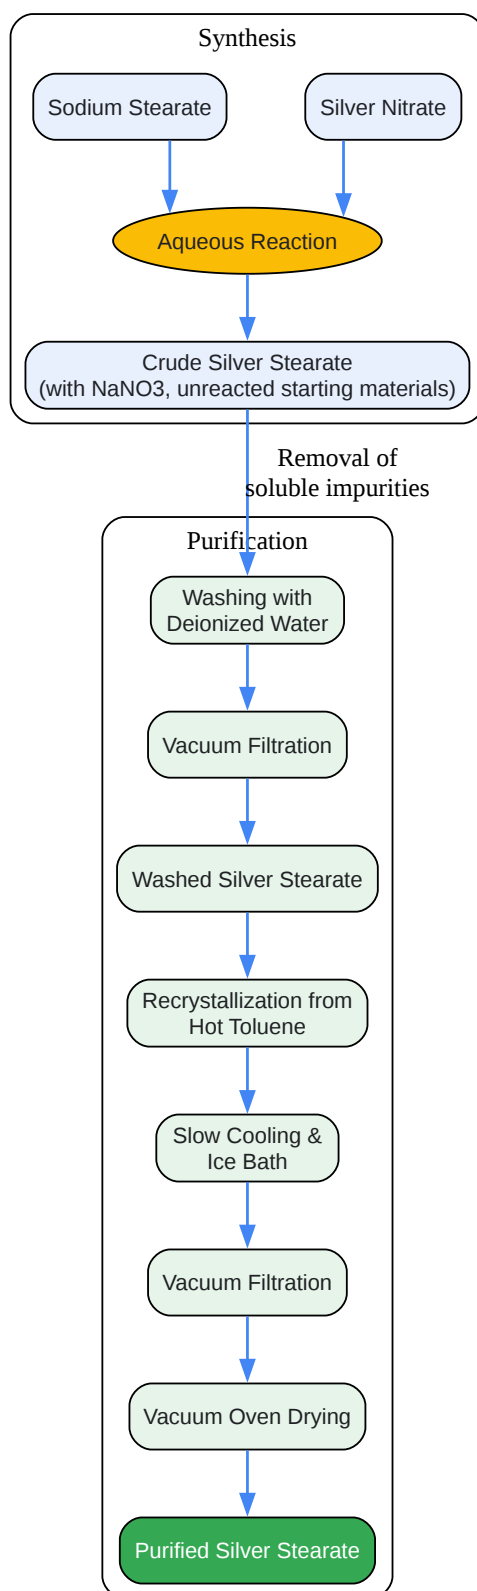 Synthesis
Sodium Stearate
Silver Nitrate
Aqueous Reaction
Crude Silver Stearate
(with NaNO3, unreacted starting materials)
Removal of
soluble impurities
Purification
Washing with
Deionized Water
Vacuum Filtration
Washed Silver Stearate
Recrystallization from
Hot Toluene
Slow Cooling &
Ice Bath
Vacuum Filtration
Vacuum Oven Drying
Purified Silver Stearate